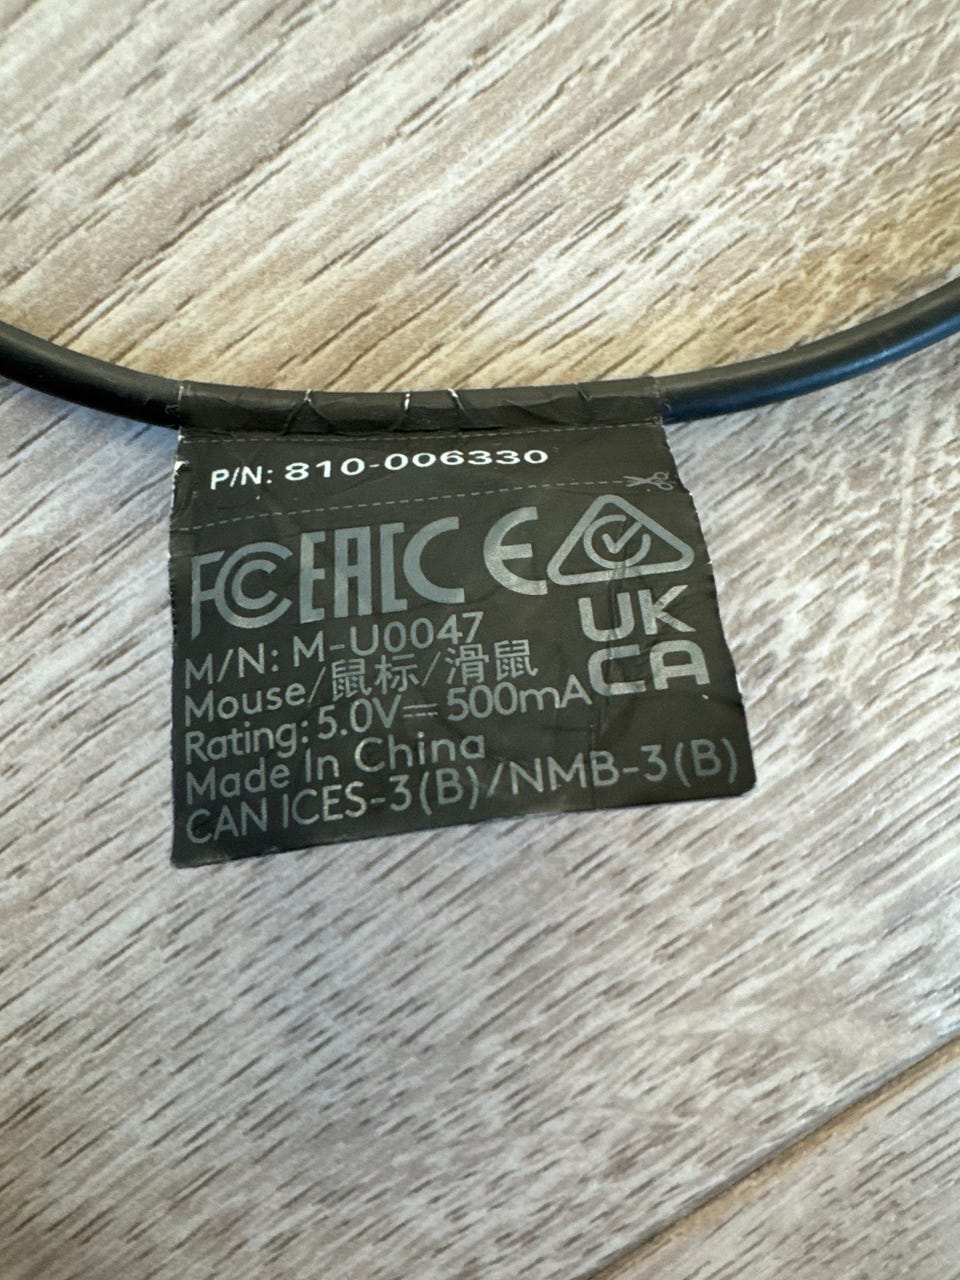 P/N: 810-006330
FC EAC CE
UK
CA
M/N: M-U0047
Mouse/鼠标/滑鼠
Rating: 5.0V⎓ 500mA
Made In China
CAN ICES-3(B)/NMB-3(B)